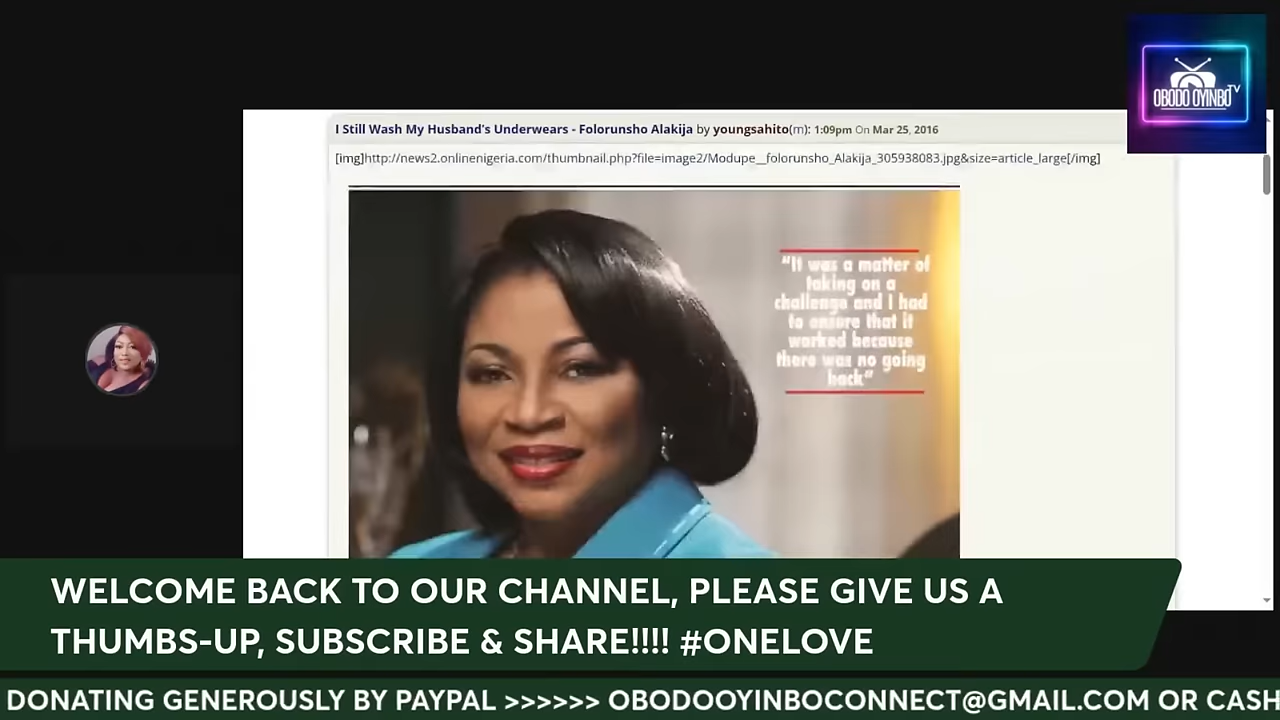 OBODO OYINBO TV
I Still Wash My Husband's Underwears - Folorunsho Alakija by youngsahito(m): 1:09pm On Mar 25, 2016
[img]http://news2.onlinenigeria.com/thumbnail.php?file=image2/Modupe__folorunsho_Alakija_305938083.jpg&size=article_large[/img]
“It was a matter of
taking on a
challenge and I had
to ensure that it
worked because
there was no going
back”
WELCOME BACK TO OUR CHANNEL, PLEASE GIVE US A
THUMBS-UP, SUBSCRIBE & SHARE!!!! #ONELOVE
DONATING GENEROUSLY BY PAYPAL >>>>>> OBODOOYINBOCONNECT@GMAIL.COM OR CASH